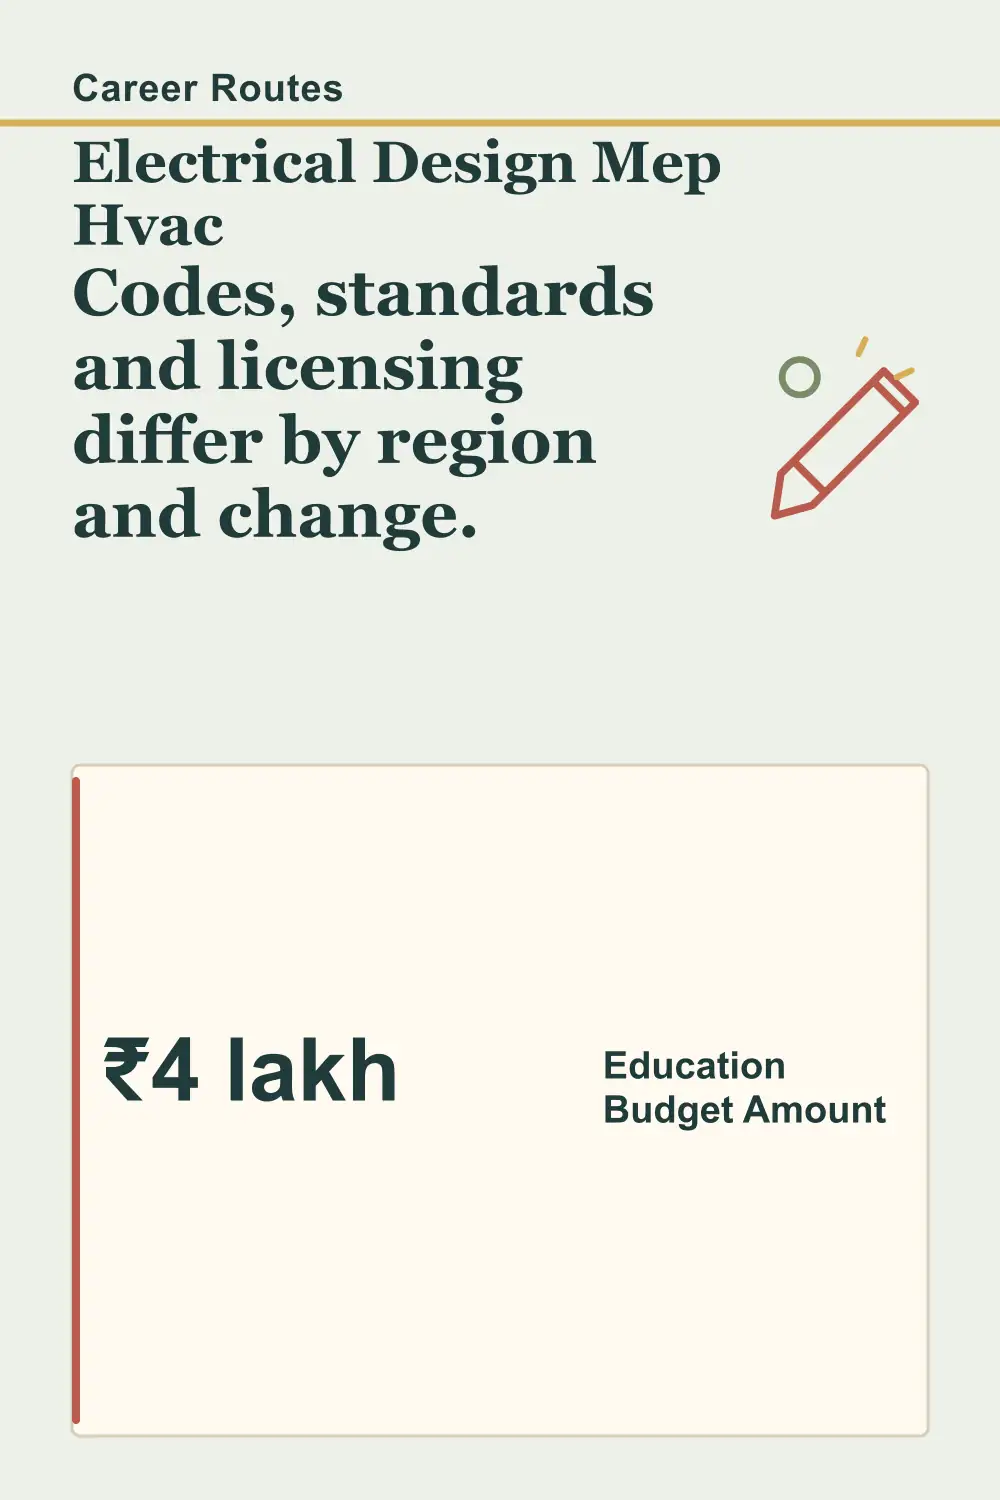 Career Routes
Electrical Design Mep
Hvac
Codes, standards
and licensing
differ by region
and change.
₹4 lakh
Education
Budget Amount